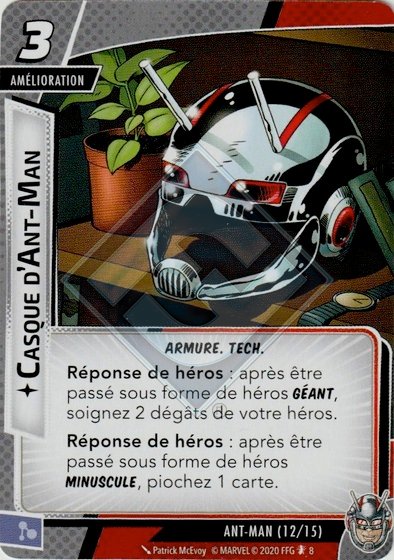 3
AMÉLIORATION
CASQUE D'ANT-MAN
ARMURE. TECH.
Réponse de héros : après être
passé sous forme de héros GÉANT,
soignez 2 dégâts de votre héros.
Réponse de héros : après être
passé sous forme de héros
MINUSCULE, piochez 1 carte.
ANT-MAN (12/15)
Patrick McEvoy © MARVEL © 2020 FFG 8